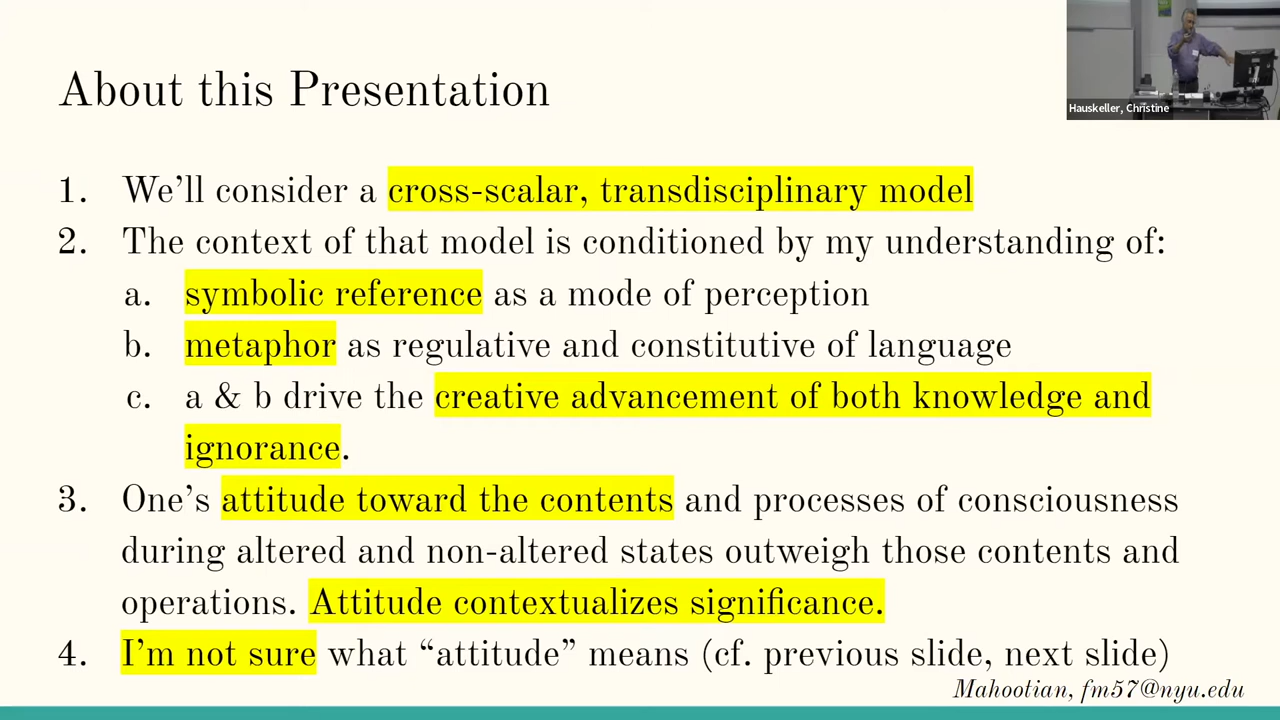 Hauskeller, Christine
About this Presentation
1. We’ll consider a cross-scalar, transdisciplinary model
2. The context of that model is conditioned by my understanding of:
a. symbolic reference as a mode of perception
b. metaphor as regulative and constitutive of language
c. a & b drive the creative advancement of both knowledge and
ignorance.
3. One’s attitude toward the contents and processes of consciousness
during altered and non-altered states outweigh those contents and
operations. Attitude contextualizes significance.
4. I’m not sure what “attitude” means (cf. previous slide, next slide)
Mahootian, fm57@nyu.edu